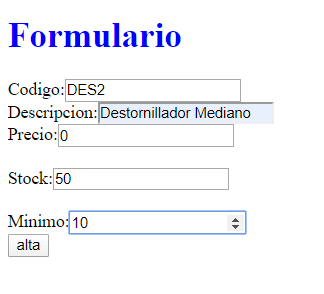 Formulario
Codigo:DES2
Descripcion:Destornillador Mediano
Precio:0
Stock:50
Minimo:10
alta